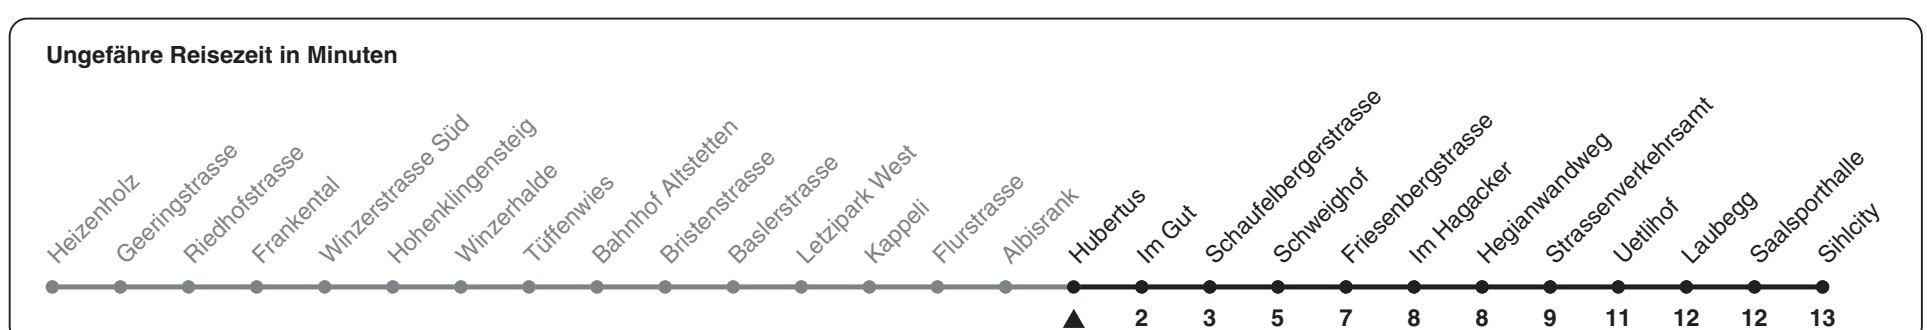 Ungefähre Reisezeit in Minuten
Heizenholz
Geeringstrasse
Riedhofstrasse
Frankental
Winzerstrasse Süd
Hohenklingensteig
Winzerhalde
Tüffenwies
Bahnhof Altstetten
Bristenstrasse
Baslerstrasse
Letzipark West
Kappeli
Flurstrasse
Albisrank
Hubertus
Im Gut
Schaufelbergerstrasse
Schweighof
Friesenbergstrasse
Im Hagacker
Hegianwandweg
Strassenverkehrsamt
Uetlihof
Laubegg
Saalsporthalle
Sihlcity
2 3 5 7 8 8 9 11 12 12 13